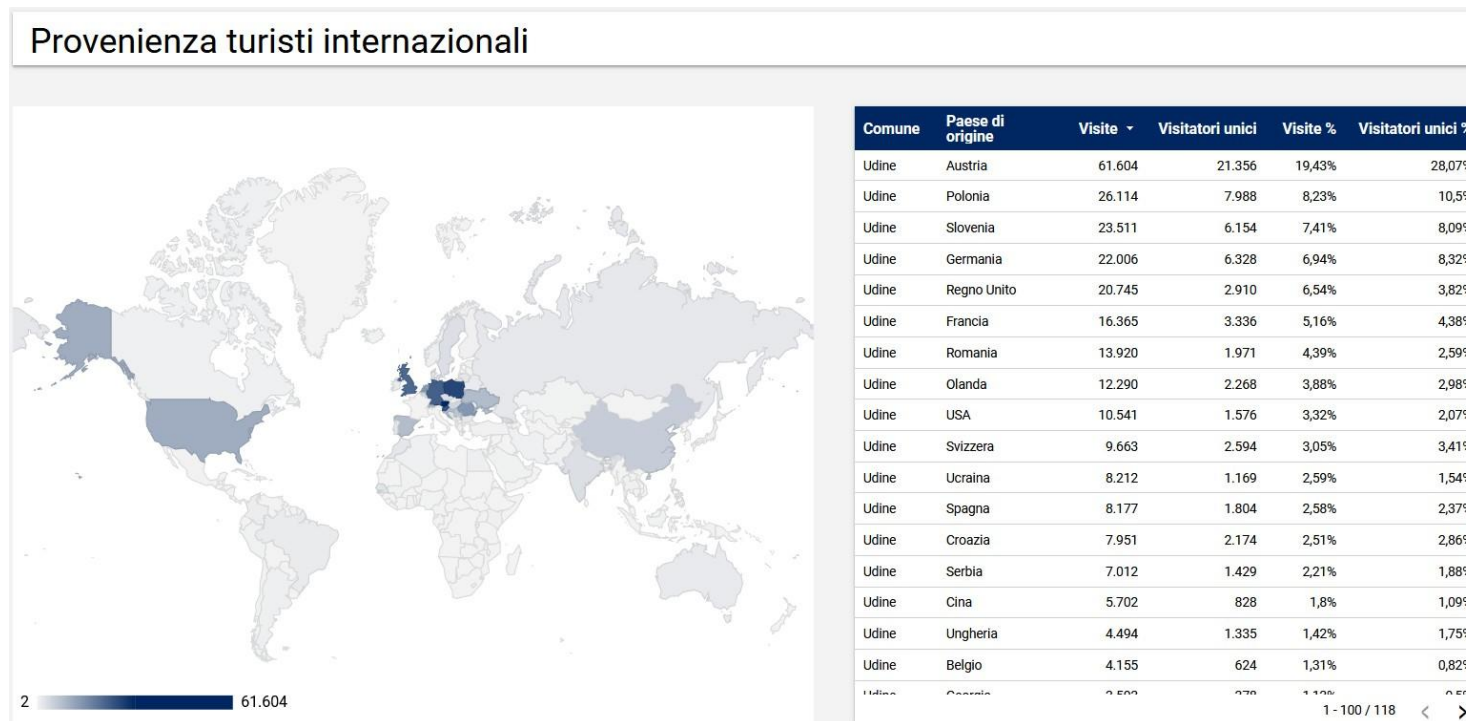 Provenienza turisti internazionali
Comune Paese di origine Visite Visitatori unici Visite % Visitatori unici %
Udine Austria 61.604 21.356 19,43% 28,07%
Udine Polonia 26.114 7.988 8,23% 10,5%
Udine Slovenia 23.511 6.154 7,41% 8,09%
Udine Germania 22.006 6.328 6,94% 8,32%
Udine Regno Unito 20.745 2.910 6,54% 3,82%
Udine Francia 16.365 3.336 5,16% 4,38%
Udine Romania 13.920 1.971 4,39% 2,59%
Udine Olanda 12.290 2.268 3,88% 2,98%
Udine USA 10.541 1.576 3,32% 2,07%
Udine Svizzera 9.663 2.594 3,05% 3,41%
Udine Ucraina 8.212 1.169 2,59% 1,54%
Udine Spagna 8.177 1.804 2,58% 2,37%
Udine Croazia 7.951 2.174 2,51% 2,86%
Udine Serbia 7.012 1.429 2,21% 1,88%
Udine Cina 5.702 828 1,8% 1,09%
Udine Ungheria 4.494 1.335 1,42% 1,75%
Udine Belgio 4.155 624 1,31% 0,82%
Udine Georgia
2 61.604
1 - 100 / 118